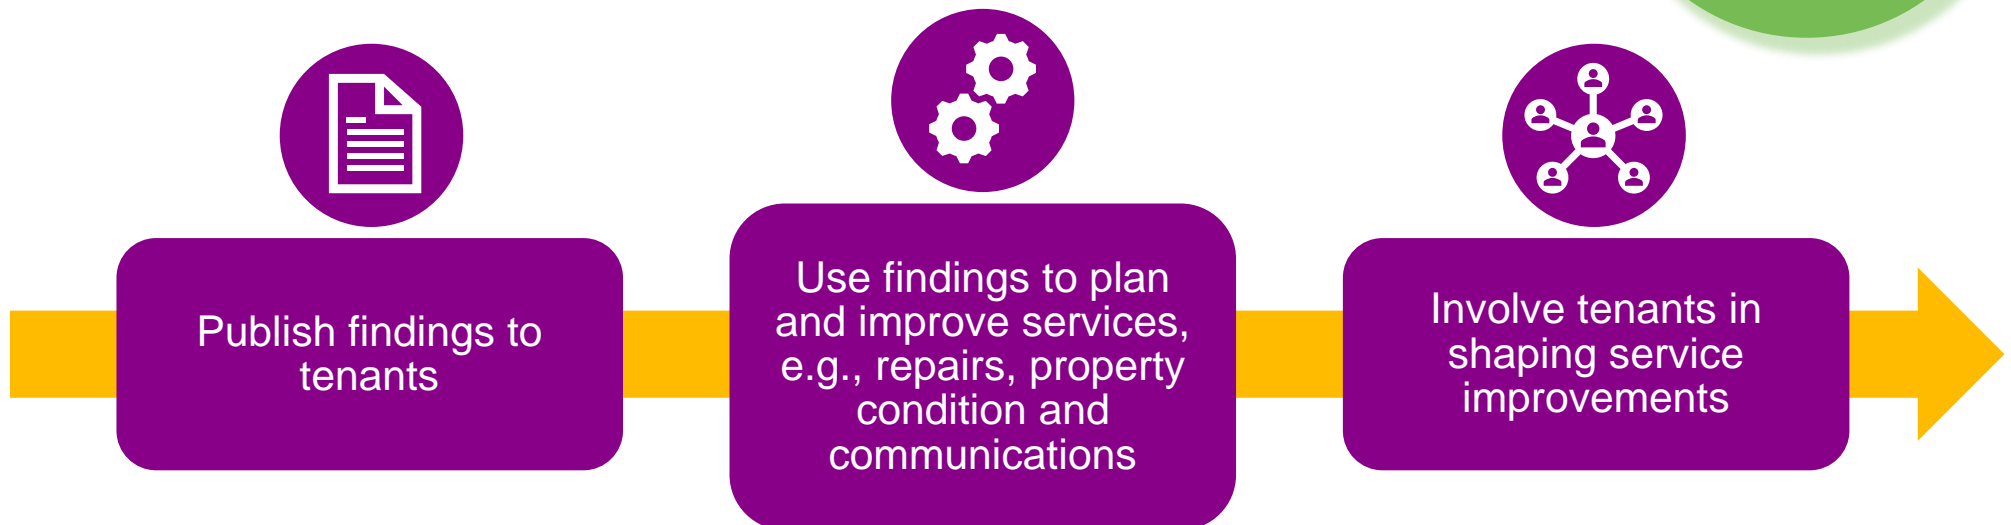 Publish findings to
tenants
Use findings to plan
and improve services,
e.g., repairs, property
condition and
communications
Involve tenants in
shaping service
improvements